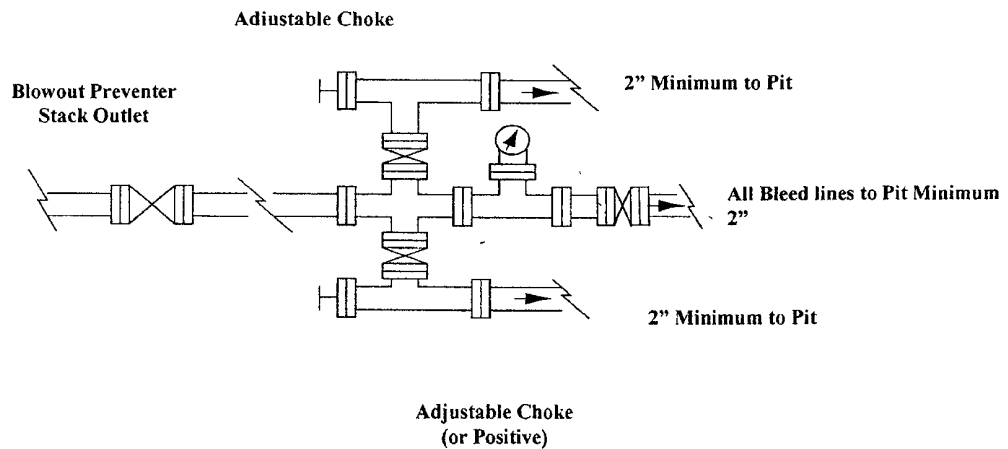 Adiustable Choke
Blowout Preventer
Stack Outlet
2” Minimum to Pit
All Bleed lines to Pit Minimum
2”
2” Minimum to Pit
Adjustable Choke
(or Positive)